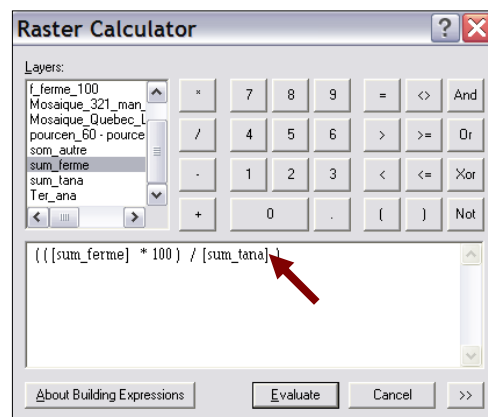 Raster Calculator
?
Layers:
f_ferme_100
Mosaique_321_man_
Mosaique_Quebec_L
pourcen_60 - pource
som_autre
sum_ferme
sum_tana
Ter_ana
* 7 8 9 = <> And
/ 4 5 6 > >= Or
- 1 2 3 < <= Xor
+ 0 . ( ) Not
(([sum_ferme] * 100) / [sum_tana] )
About Building Expressions Evaluate Cancel >>